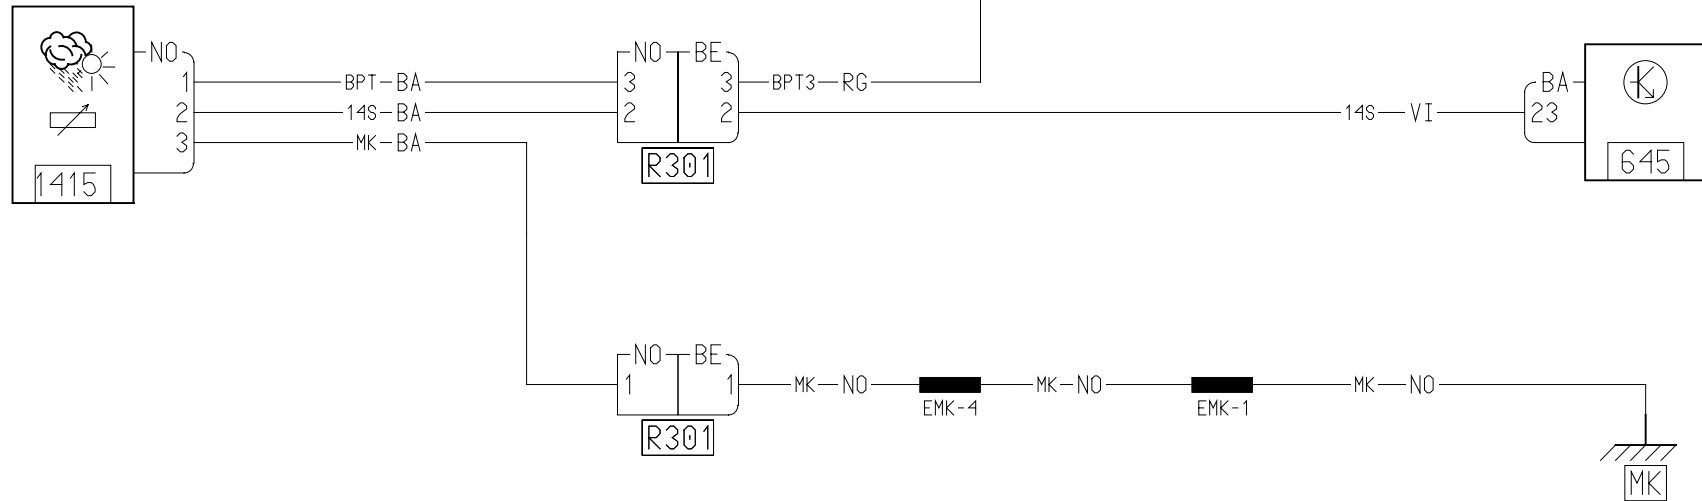 NO NO BE BA
1 BPT BA 3 3 BPT3 RG
2 14S BA 2 2 14S VI 23
3 MK BA
1415 R301 645
NO BE
1 1 MK NO MK NO MK NO
EMK-4 EMK-1
R301
MK